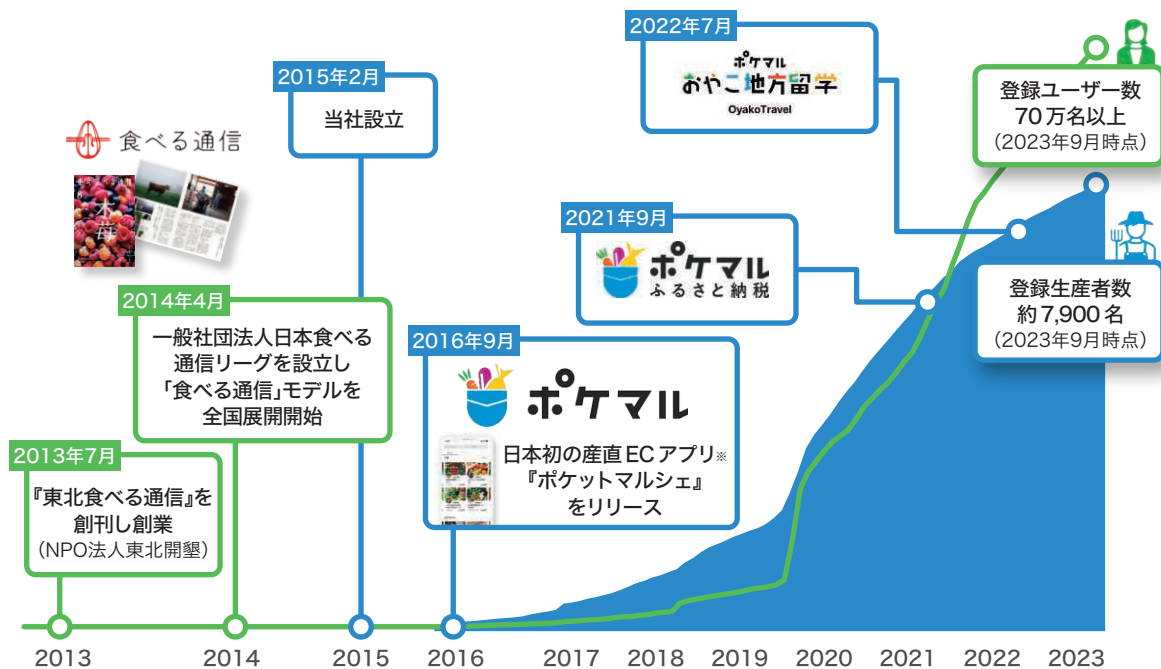 2013年7月
『東北食べる通信』を
創刊し創業
(NPO法人東北開墾)
2014年4月
一般社団法人日本食べる
通信リーグを設立し
「食べる通信」モデルを
全国展開開始
食べる通信
木苺
2015年2月
当社設立
2016年9月
ポケマル
日本初の産直ECアプリ※
『ポケットマルシェ』
をリリース
2021年9月
ポケマル
ふるさと納税
2022年7月
ポケマル
おやこ地方留学
OyakoTravel
登録ユーザー数
70万名以上
(2023年9月時点)
登録生産者数
約7,900名
(2023年9月時点)
2013
2014
2015
2016
2017
2018
2019
2020
2021
2022
2023